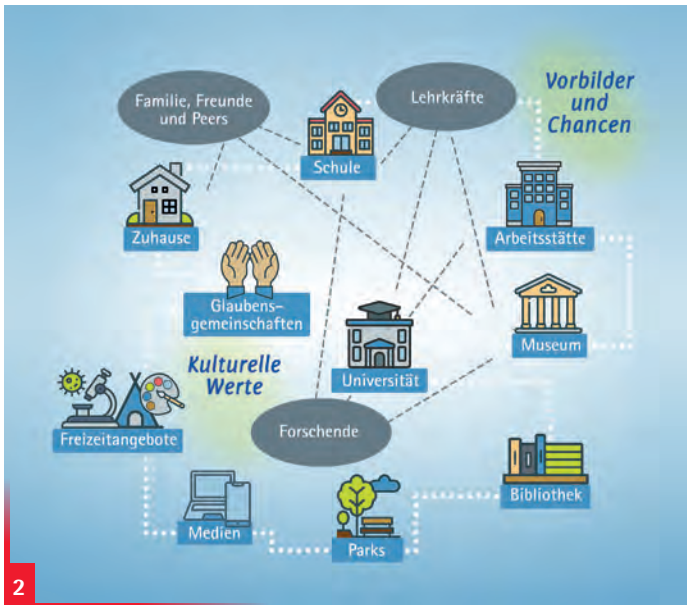 Familie, Freunde
und Peers
Lehrkräfte
Vorbilder
und
Chancen
Schule
Zuhause
Arbeitsstätte
Glaubens-
gemeinschaften
Museum
Kulturelle
Werte
Universität
Freizeitangebote
Forschende
Bibliothek
Medien
Parks
2